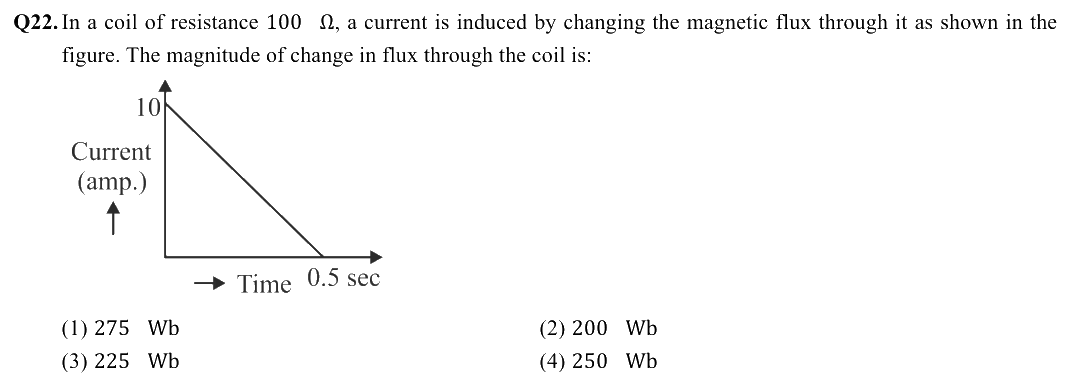 Q22. In a coil of resistance 100 Ω, a current is induced by changing the magnetic flux through it as shown in the
figure. The magnitude of change in flux through the coil is:
10
Current
(amp.)
Time 0.5 sec
(1) 275 Wb
(2) 200 Wb
(3) 225 Wb
(4) 250 Wb